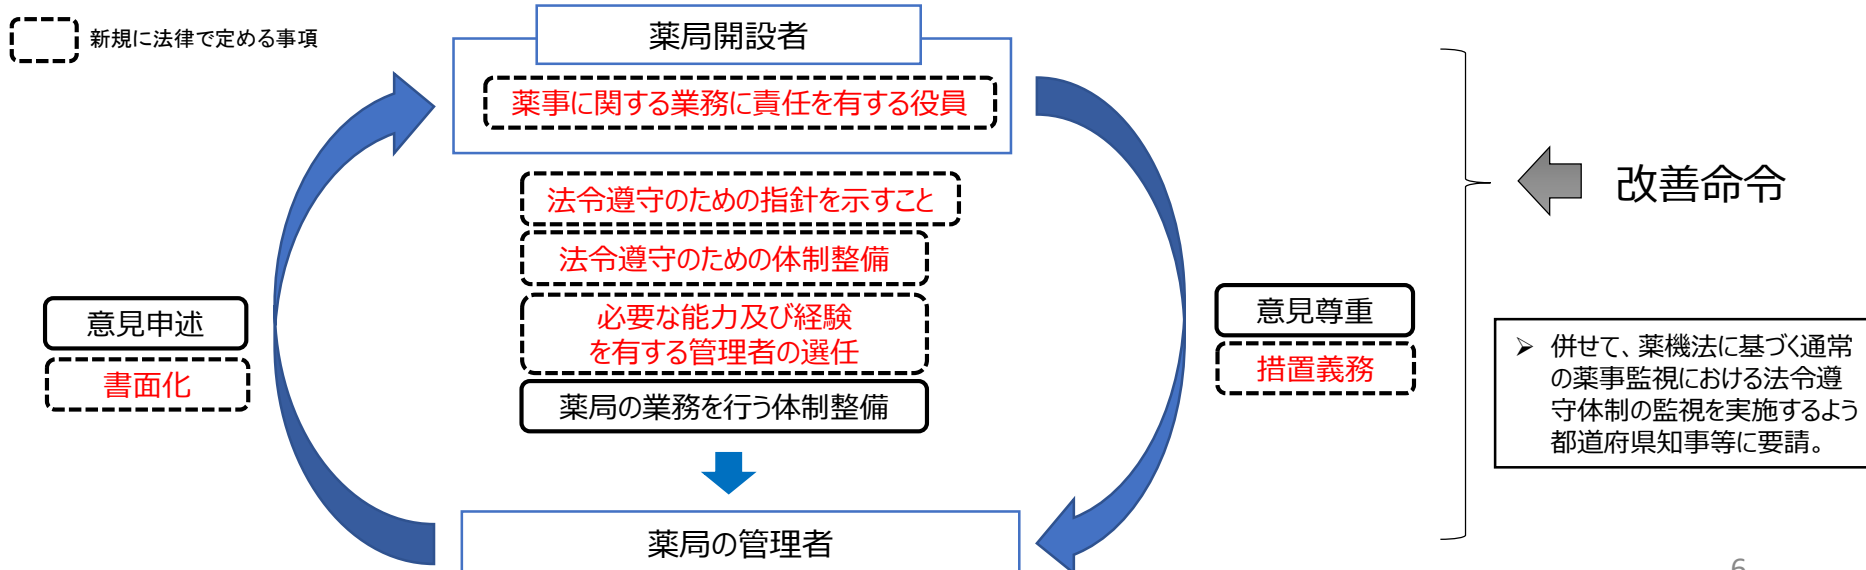 新規に法律で定める事項
薬局開設者
薬事に関する業務に責任を有する役員
法令遵守のための指針を示すこと
法令遵守のための体制整備
必要な能力及び経験
を有する管理者の選任
薬局の業務を行う体制整備
意見申述
書面化
意見尊重
措置義務
薬局の管理者
改善命令
➢ 併せて、薬機法に基づく通常
の薬事監視における法令遵
守体制の監視を実施するよう
都道府県知事等に要請。
6